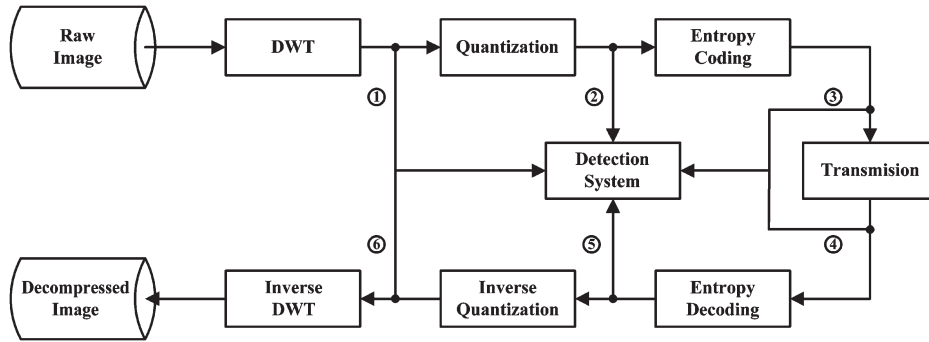 Raw
Image
DWT
Quantization
Entropy
Coding
①
②
③
Detection
System
Transmision
⑥
⑤
④
Decompressed
Image
Inverse
DWT
Inverse
Quantization
Entropy
Decoding